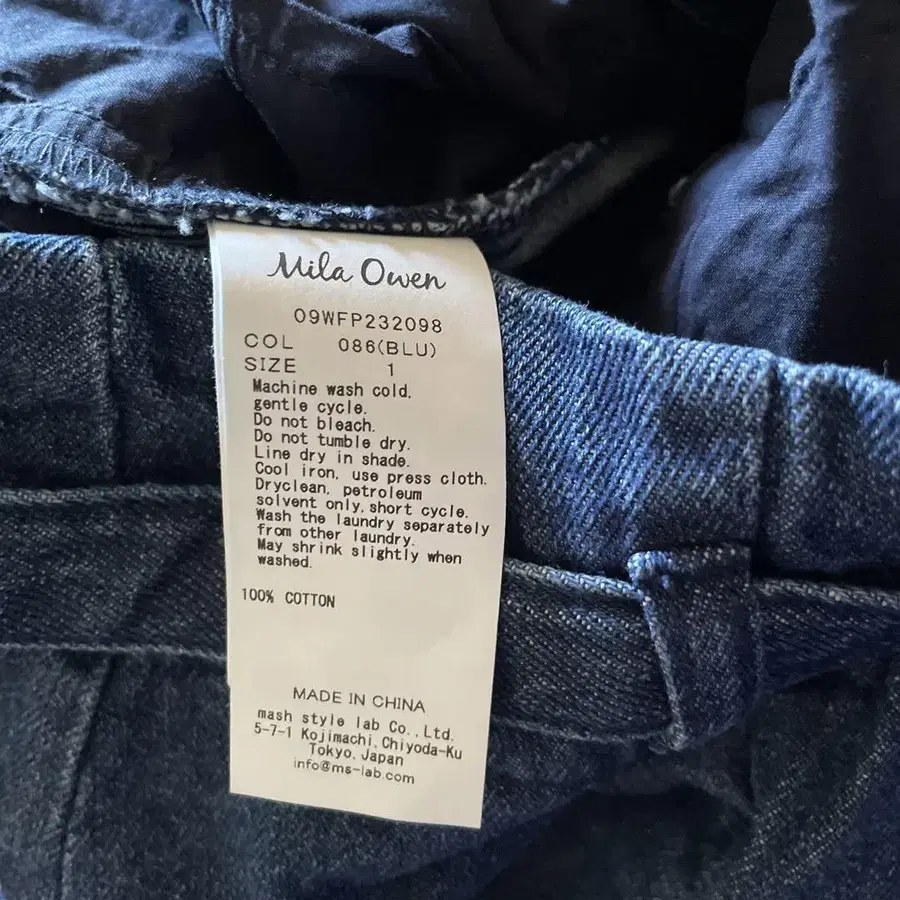 Mila Owen
09WFP232098
COL 086(BLU)
SIZE 1
Machine wash cold,
gentle cycle.
Do not bleach.
Do not tumble dry.
Line dry in shade.
Cool iron, use press cloth.
Dryclean, petroleum
solvent only,short cycle.
Wash the laundry separately
from other laundry.
May shrink slightly when
washed.
100% COTTON
MADE IN CHINA
mash style lab Co.,Ltd.
5-7-1 Kojimachi,Chiyoda-Ku
Tokyo,Japan
info@ms-lab.com